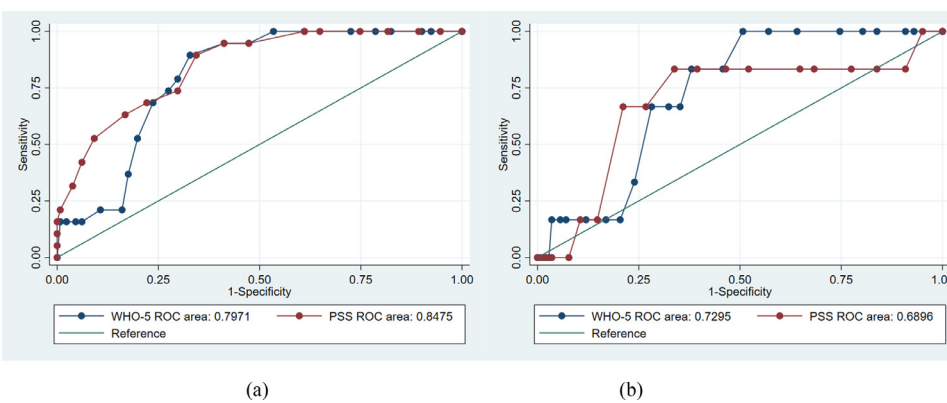 1.00
0.75
0.50
0.25
0.00
Sensitivity
0.00 0.25 0.50 0.75 1.00
1-Specificity
WHO-5 ROC area: 0.7971 PSS ROC area: 0.8475
Reference
(a)
1.00
0.75
0.50
0.25
0.00
Sensitivity
0.00 0.25 0.50 0.75 1.00
1-Specificity
WHO-5 ROC area: 0.7295 PSS ROC area: 0.6896
Reference
(b)